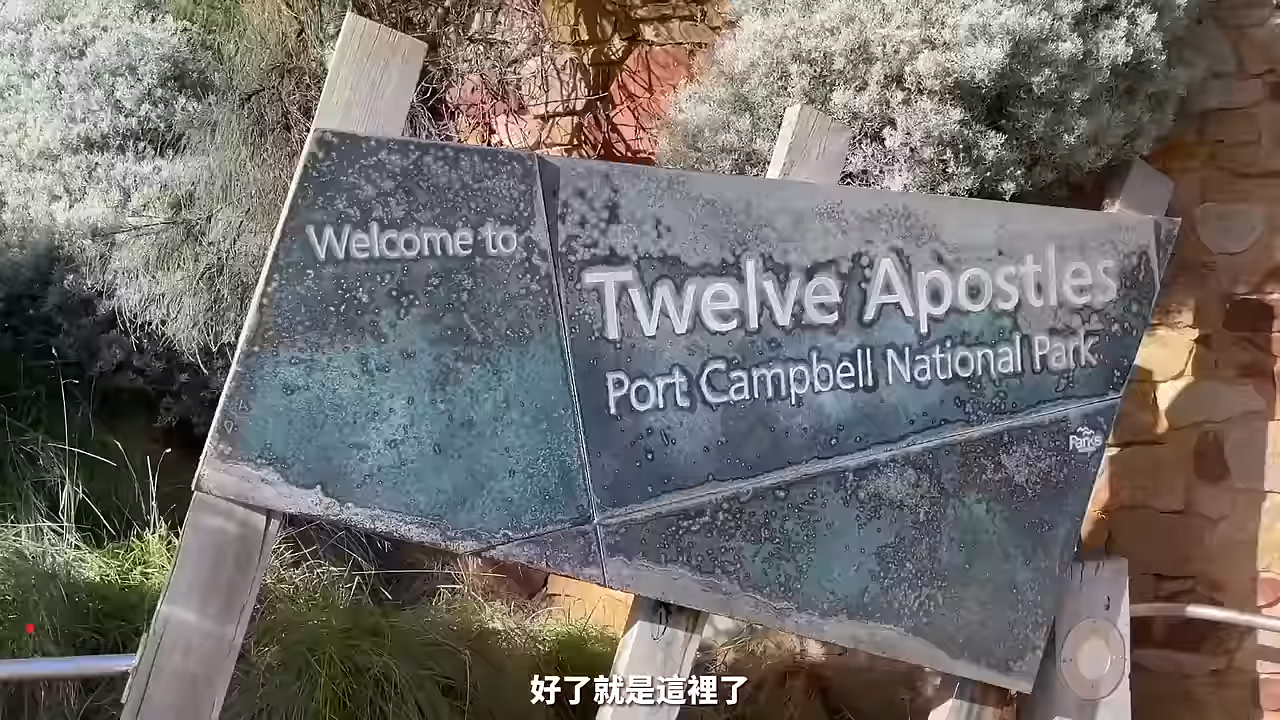 Welcome to
Twelve Apostles
Port Campbell National Park
Parks
好了就是這裡了